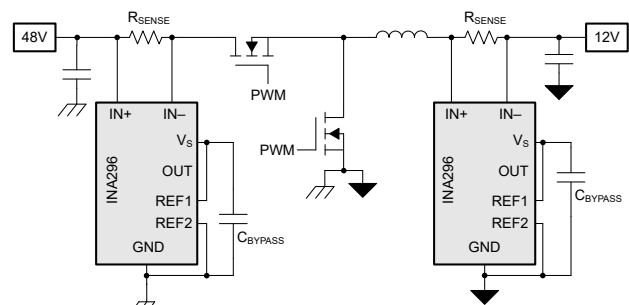 48V
RSENSE
RSENSE
12V
PWM
PWM
IN+
IN–
VS
OUT
REF1
REF2
GND
INA296
CBYPASS
IN+
IN–
VS
OUT
REF1
REF2
GND
INA296
CBYPASS